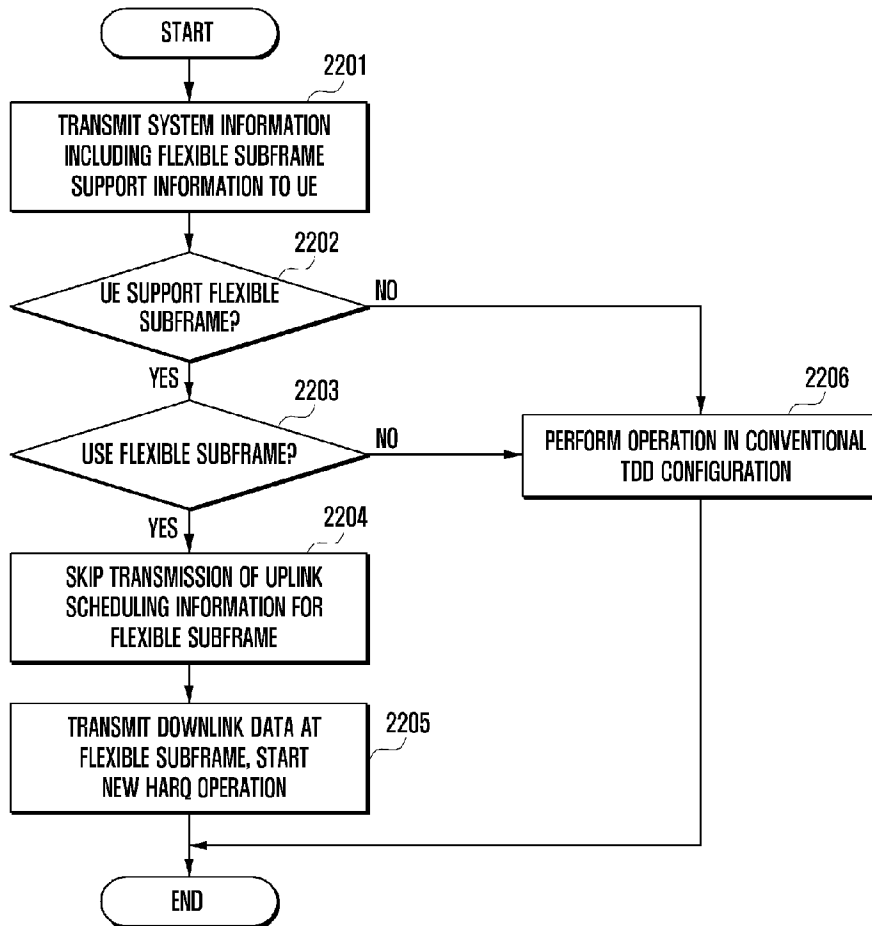 START
2201
TRANSMIT SYSTEM INFORMATION
INCLUDING FLEXIBLE SUBFRAME
SUPPORT INFORMATION TO UE
2202
UE SUPPORT FLEXIBLE
SUBFRAME?
NO
YES
2203
USE FLEXIBLE SUBFRAME?
NO
2206
PERFORM OPERATION IN CONVENTIONAL
TDD CONFIGURATION
YES
2204
SKIP TRANSMISSION OF UPLINK
SCHEDULING INFORMATION FOR
FLEXIBLE SUBFRAME
2205
TRANSMIT DOWNLINK DATA AT
FLEXIBLE SUBFRAME, START
NEW HARQ OPERATION
END